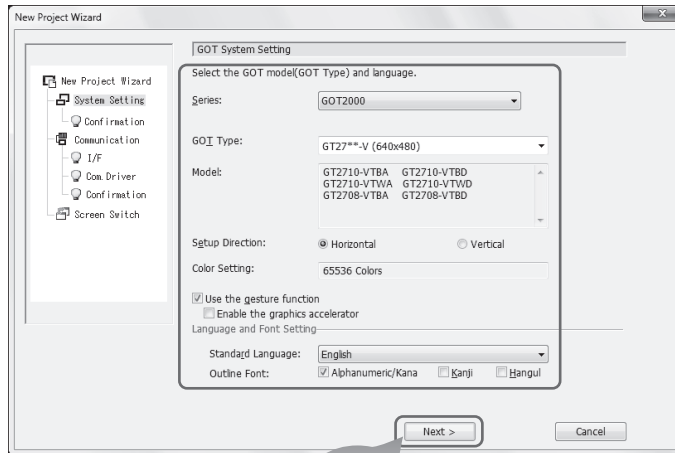 New Project Wizard
GOT System Setting
Select the GOT model(GOT Type) and language.
New Project Wizard
System Setting
Confirmation
Communication
I/F
Com. Driver
Confirmation
Screen Switch
Series: GOT2000
GOT Type: GT27**-V (640x480)
Model: GT2710-VTBA GT2710-VTBD
GT2710-VTWA GT2710-VTWD
GT2708-VTBA GT2708-VTBD
Setup Direction: Horizontal Vertical
Color Setting: 65536 Colors
Use the gesture function
Enable the graphics accelerator
Language and Font Setting
Standard Language: English
Outline Font: Alphanumeric/Kana Kanji Hangul
Next > Cancel